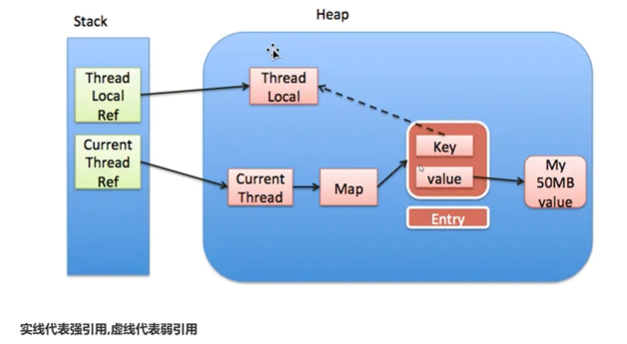 Stack
Heap
Thread
Local
Ref
Thread
Local
Current
Thread
Ref
Current
Thread
Map
Key
value
Entry
My
50MB
value
实线代表强引用,虚线代表弱引用